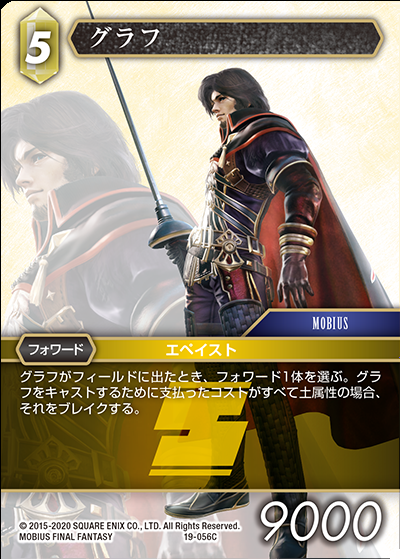 5
グラフ
MOBIUS
フォワード
エペイスト
グラフがフィールドに出たとき、フォワード1体を選ぶ。グラ
フをキャストするために支払ったコストがすべて土属性の場合、
それをブレイクする。
© 2015-2020 SQUARE ENIX CO., LTD. All Rights Reserved.
MOBIUS FINAL FANTASY
19-056C
9000